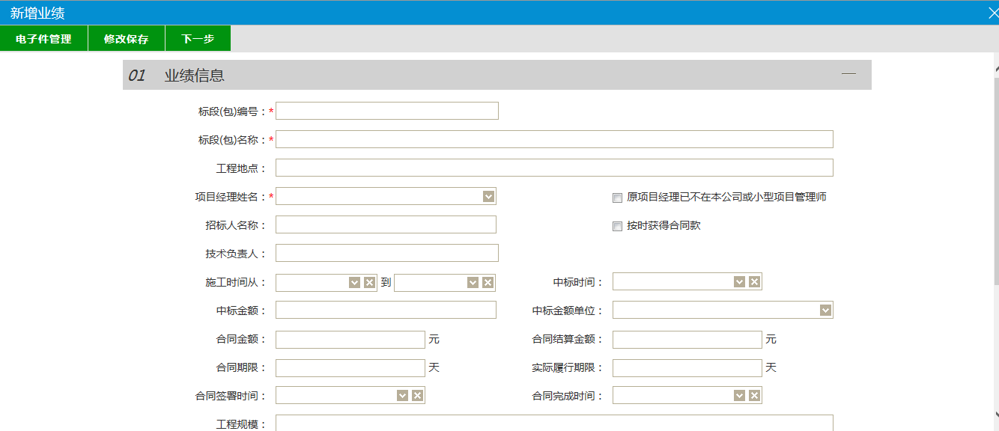 新增业绩
电子件管理 修改保存 下一步
01 业绩信息
标段(包)编号：*
标段(包)名称：*
工程地点：
项目经理姓名：* 原项目经理已不在本公司或小型项目管理师
招标人名称： 按时获得合同款
技术负责人：
施工时间从： 到 中标时间：
中标金额： 中标金额单位：
合同金额： 元 合同结算金额： 元
合同期限： 天 实际履行期限： 天
合同签署时间： 合同完成时间：
工程规模：